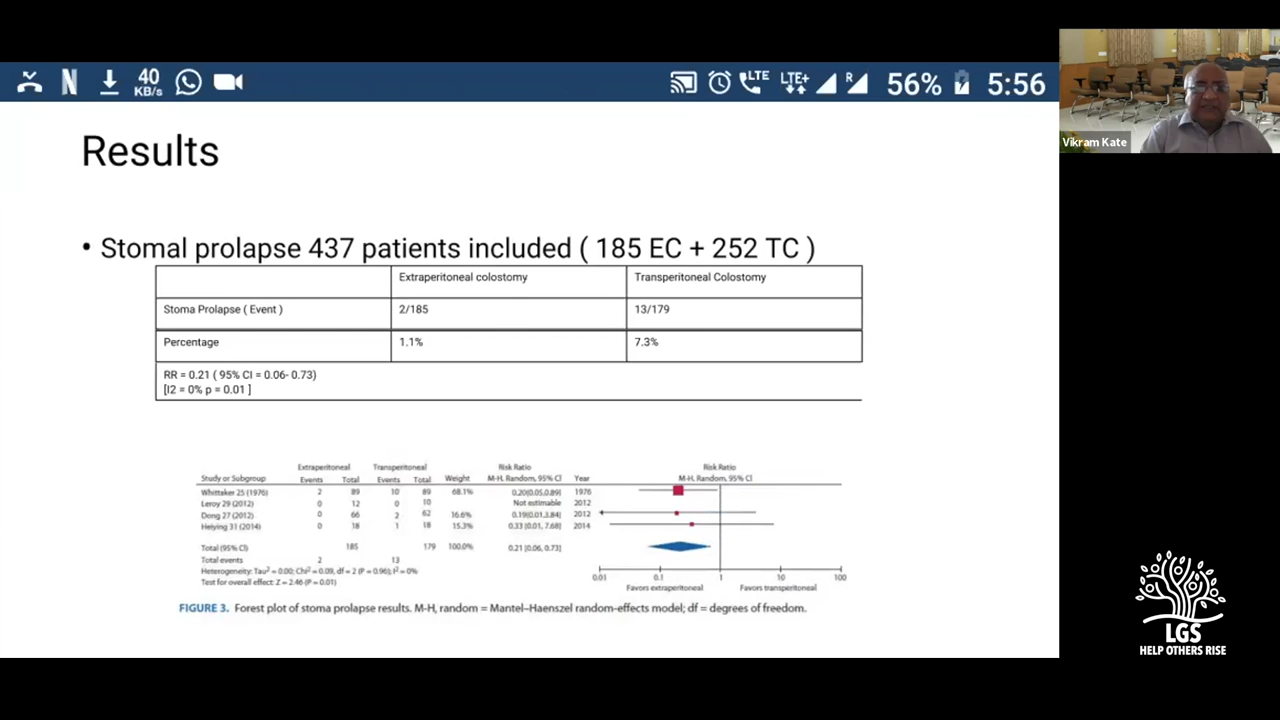 40
KB/s
LTE
LTE+
R
56%
5:56
Vikram Kate
Results
• Stomal prolapse 437 patients included ( 185 EC + 252 TC )
Extraperitoneal colostomy Transperitoneal Colostomy
Stoma Prolapse ( Event ) 2/185 13/179
Percentage 1.1% 7.3%
RR = 0.21 ( 95% CI = 0.06- 0.73)
[I2 = 0% p = 0.01 ]
Extraperitoneal Transperitoneal Risk Ratio Risk Ratio
Study or Subgroup Events Total Events Total Weight M-H, Random, 95% CI Year M-H, Random, 95% CI
Whittaker 25 (1976) 2 89 10 89 68.1% 0.20[0.05,0.89] 1976
Leroy 29 (2012) 0 12 0 10 Not estimable 2012
Dong 27 (2012) 0 66 2 62 16.6% 0.19[0.01,3.84] 2012
Heiying 31 (2014) 0 18 1 18 15.3% 0.33 [0.01, 7.68] 2014
Total (95% CI) 185 179 100.0% 0.21 [0.06, 0.73]
Total events 2 13
Heterogeneity: Tau² = 0.00; Chi² = 0.09, df = 2 (P = 0.96); I² = 0%
Test for overall effect: Z = 2.46 (P = 0.01)
0.01 0.1 1 10 100
Favors extraperitoneal Favors transperitoneal
FIGURE 3. Forest plot of stoma prolapse results. M-H, random = Mantel–Haenszel random-effects model; df = degrees of freedom.
LGS
HELP OTHERS RISE